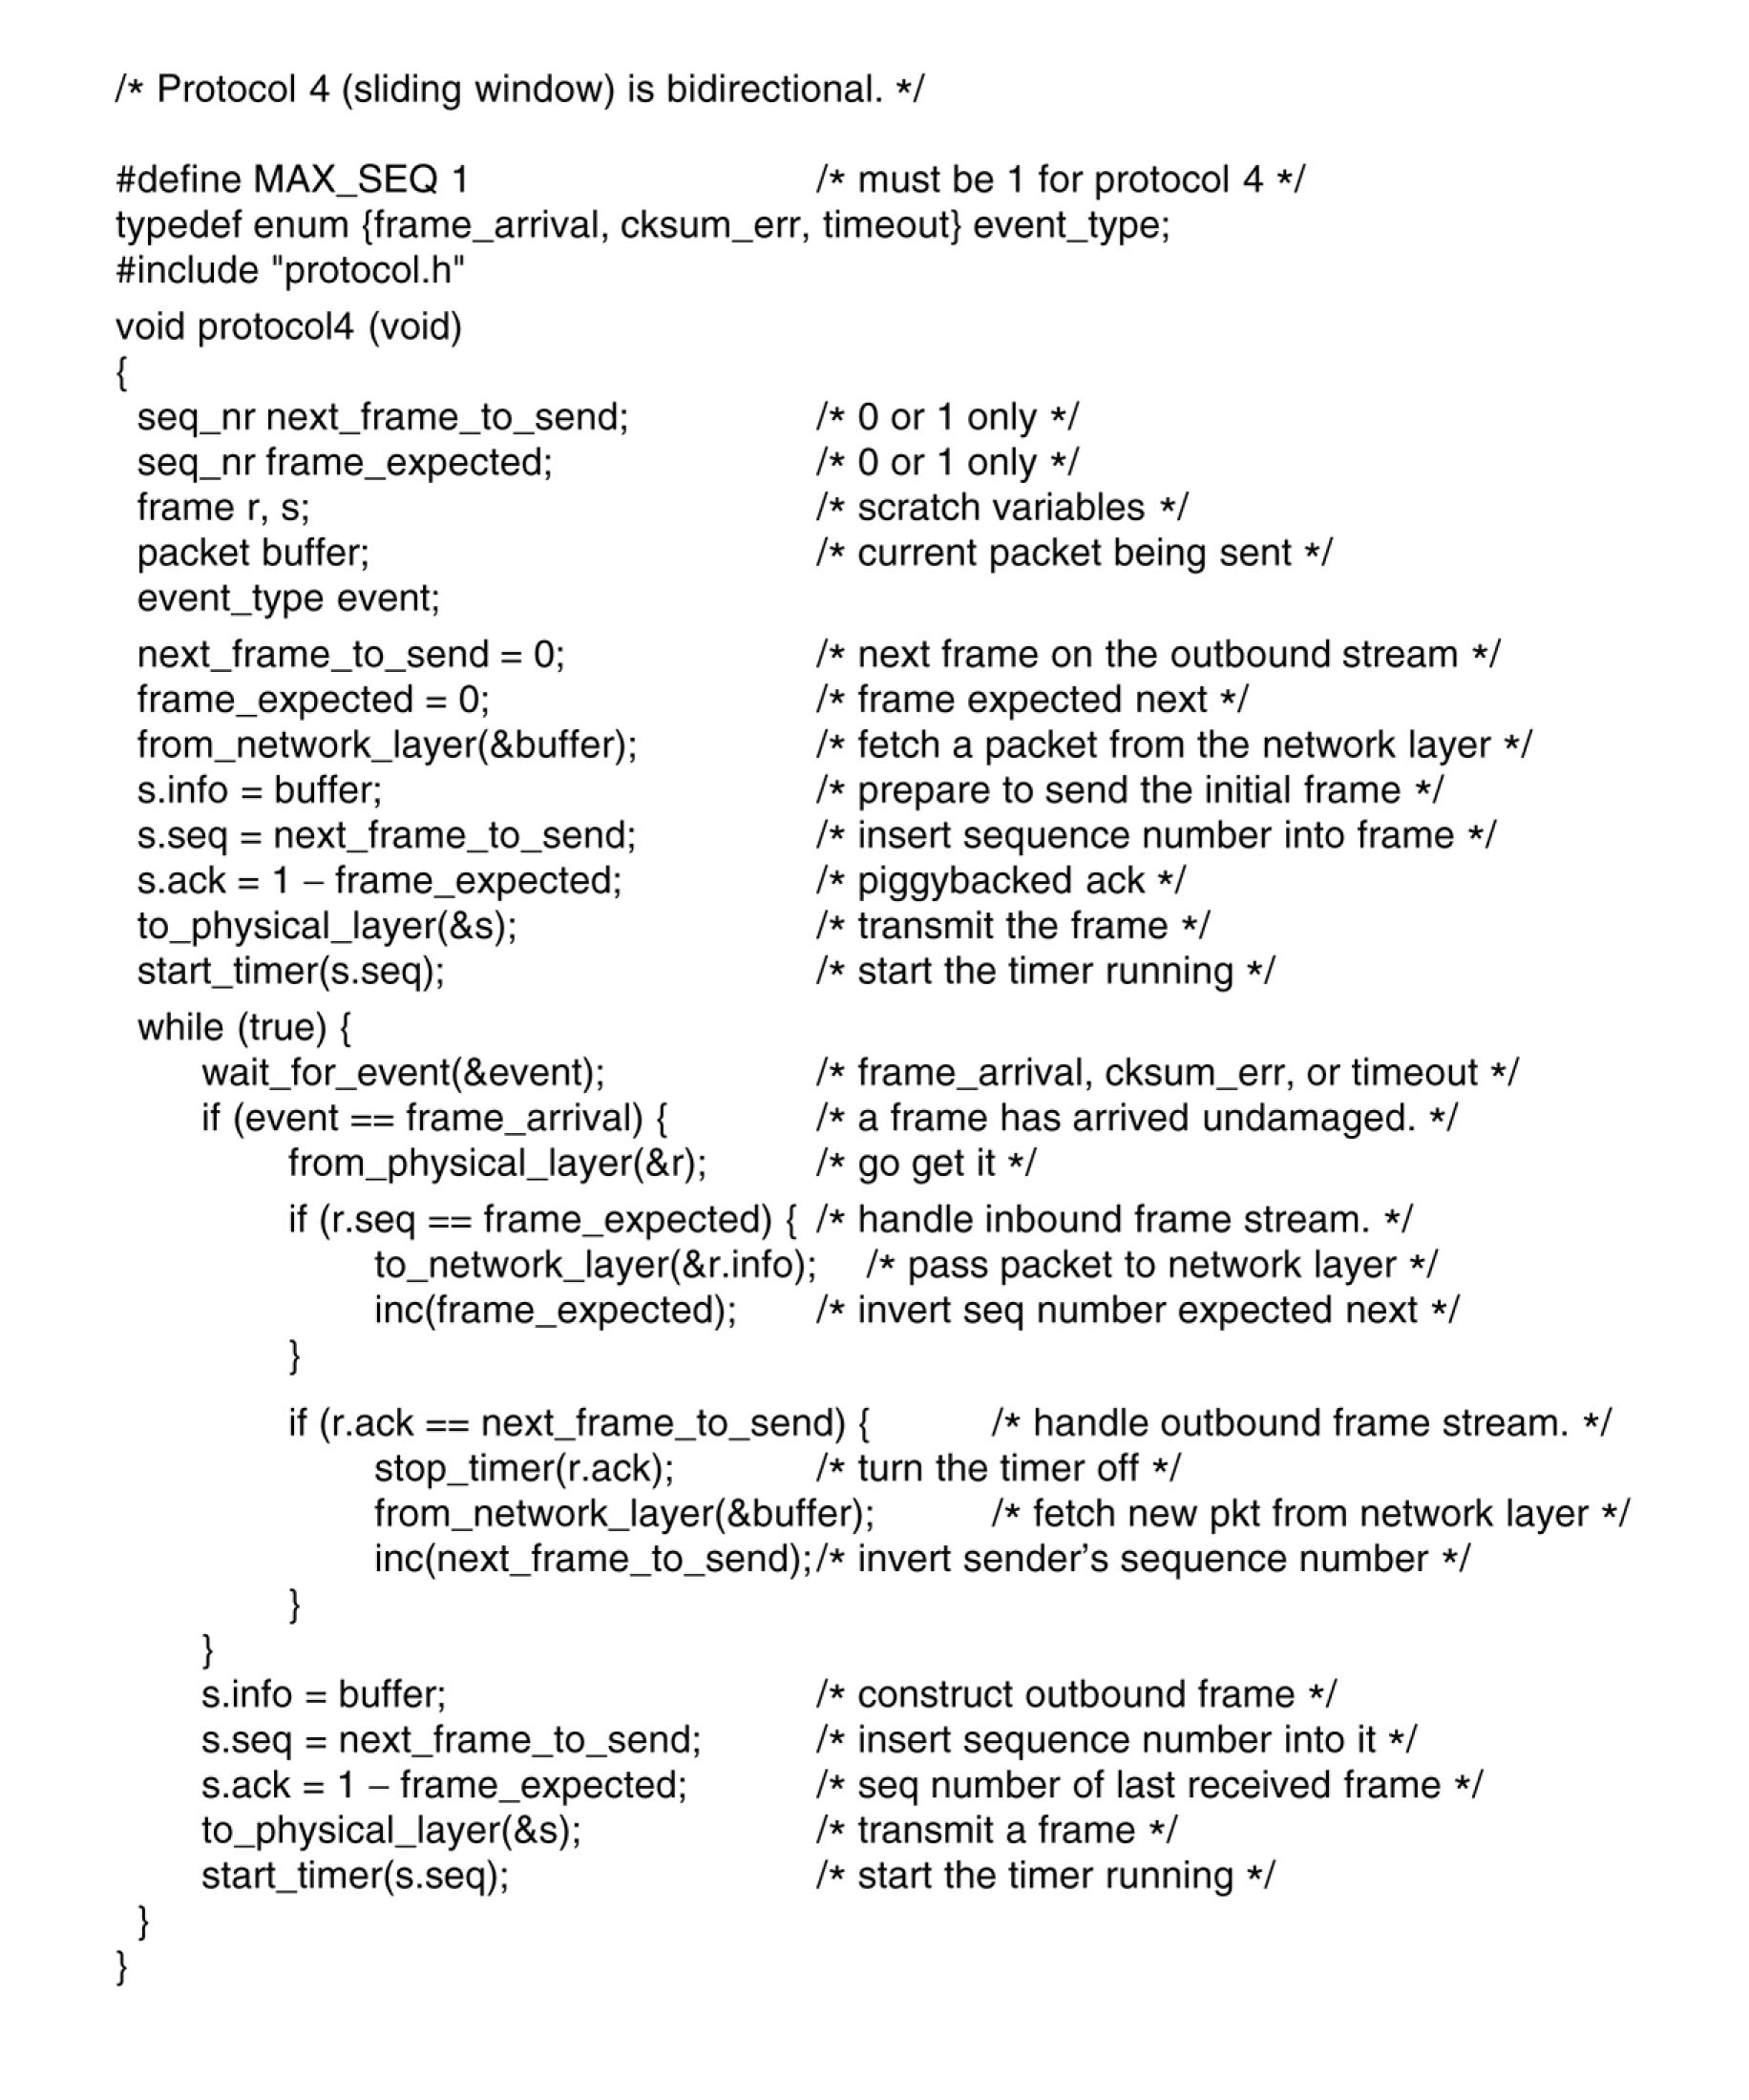 /* Protocol 4 (sliding window) is bidirectional. */
#define MAX_SEQ 1 /* must be 1 for protocol 4 */
typedef enum {frame_arrival, cksum_err, timeout} event_type;
#include "protocol.h"
void protocol4 (void)
{
seq_nr next_frame_to_send; /* 0 or 1 only */
seq_nr frame_expected; /* 0 or 1 only */
frame r, s; /* scratch variables */
packet buffer; /* current packet being sent */
event_type event;
next_frame_to_send = 0; /* next frame on the outbound stream */
frame_expected = 0; /* frame expected next */
from_network_layer(&buffer); /* fetch a packet from the network layer */
s.info = buffer; /* prepare to send the initial frame */
s.seq = next_frame_to_send; /* insert sequence number into frame */
s.ack = 1 – frame_expected; /* piggybacked ack */
to_physical_layer(&s); /* transmit the frame */
start_timer(s.seq); /* start the timer running */
while (true) {
wait_for_event(&event); /* frame_arrival, cksum_err, or timeout */
if (event == frame_arrival) { /* a frame has arrived undamaged. */
from_physical_layer(&r); /* go get it */
if (r.seq == frame_expected) { /* handle inbound frame stream. */
to_network_layer(&r.info); /* pass packet to network layer */
inc(frame_expected); /* invert seq number expected next */
}
if (r.ack == next_frame_to_send) { /* handle outbound frame stream. */
stop_timer(r.ack); /* turn the timer off */
from_network_layer(&buffer); /* fetch new pkt from network layer */
inc(next_frame_to_send); /* invert sender’s sequence number */
}
}
s.info = buffer; /* construct outbound frame */
s.seq = next_frame_to_send; /* insert sequence number into it */
s.ack = 1 – frame_expected; /* seq number of last received frame */
to_physical_layer(&s); /* transmit a frame */
start_timer(s.seq); /* start the timer running */
}
}